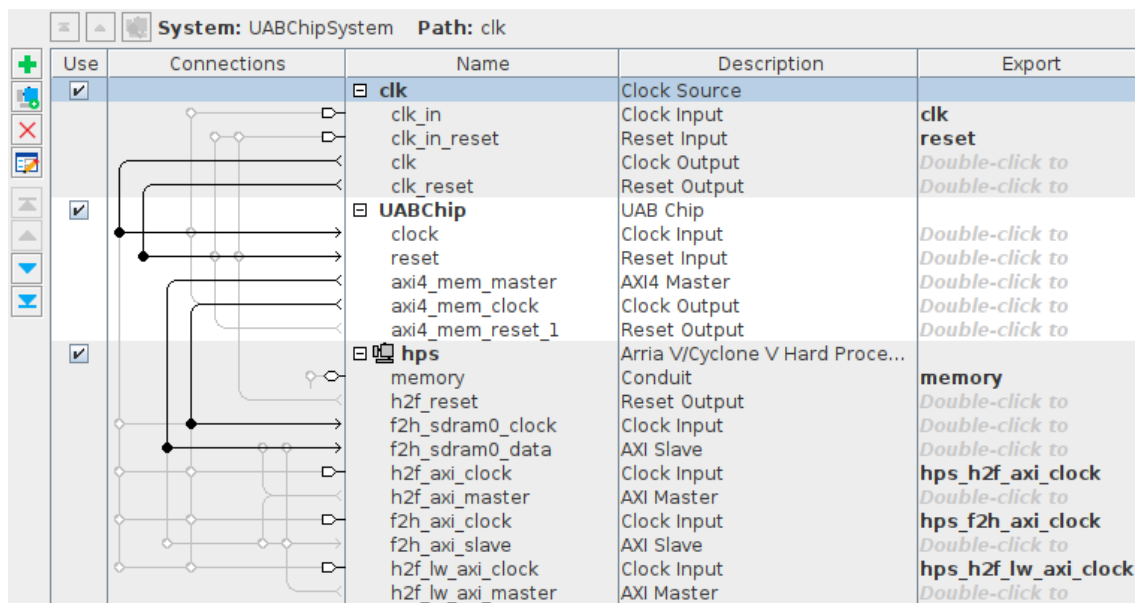 System: UABChipSystem Path: clk
Use Connections Name Description Export
clk Clock Source
clk_in Clock Input clk
clk_in_reset Reset Input reset
clk Clock Output Double-click to
clk_reset Reset Output Double-click to
UABChip UAB Chip
clock Clock Input Double-click to
reset Reset Input Double-click to
axi4_mem_master AXI4 Master Double-click to
axi4_mem_clock Clock Output Double-click to
axi4_mem_reset_1 Reset Output Double-click to
hps Arria V/Cyclone V Hard Proce...
memory Conduit memory
h2f_reset Reset Output Double-click to
f2h_sdram0_clock Clock Input Double-click to
f2h_sdram0_data AXI Slave Double-click to
h2f_axi_clock Clock Input hps_h2f_axi_clock
h2f_axi_master AXI Master Double-click to
f2h_axi_clock Clock Input hps_f2h_axi_clock
f2h_axi_slave AXI Slave Double-click to
h2f_lw_axi_clock Clock Input hps_h2f_lw_axi_clock
h2f_lw_axi_master AXI Master Double-click to